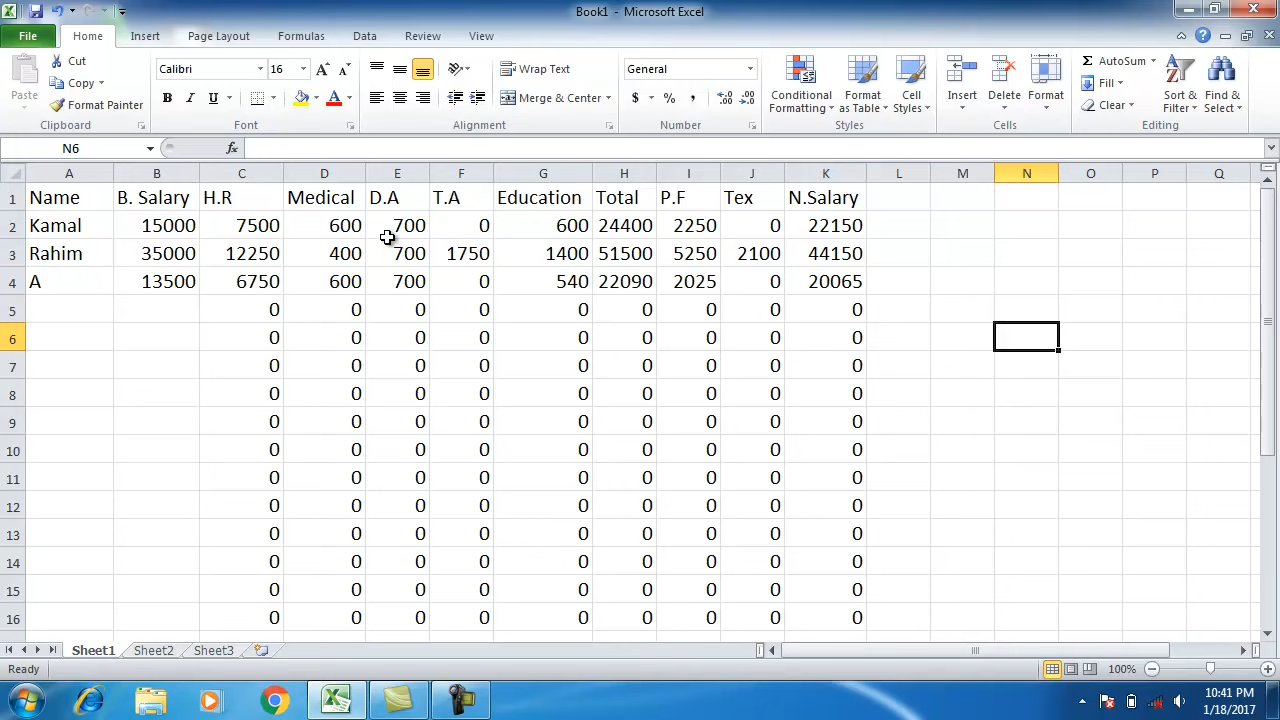 Book1 - Microsoft Excel
File Home Insert Page Layout Formulas Data Review View
Paste Cut Copy Format Painter
Calibri 16
B I U
Wrap Text
Merge & Center
General
$ % ,
Conditional Formatting
Format as Table
Cell Styles
Insert Delete Format
AutoSum
Fill
Clear
Sort & Filter
Find & Select
Clipboard Font Alignment Number Styles Cells Editing
N6 fx
A B C D E F G H I J K L M N O P Q
1 Name B. Salary H.R Medical D.A T.A Education Total P.F Tex N.Salary
2 Kamal 15000 7500 600 700 0 600 24400 2250 0 22150
3 Rahim 35000 12250 400 700 1750 1400 51500 5250 2100 44150
4 A 13500 6750 600 700 0 540 22090 2025 0 20065
5 0 0 0 0 0 0 0 0 0
6 0 0 0 0 0 0 0 0 0
7 0 0 0 0 0 0 0 0 0
8 0 0 0 0 0 0 0 0 0
9 0 0 0 0 0 0 0 0 0
10 0 0 0 0 0 0 0 0 0
11 0 0 0 0 0 0 0 0 0
12 0 0 0 0 0 0 0 0 0
13 0 0 0 0 0 0 0 0 0
14 0 0 0 0 0 0 0 0 0
15 0 0 0 0 0 0 0 0 0
16 0 0 0 0 0 0 0 0 0
Sheet1 Sheet2 Sheet3
Ready 100%
10:41 PM
1/18/2017